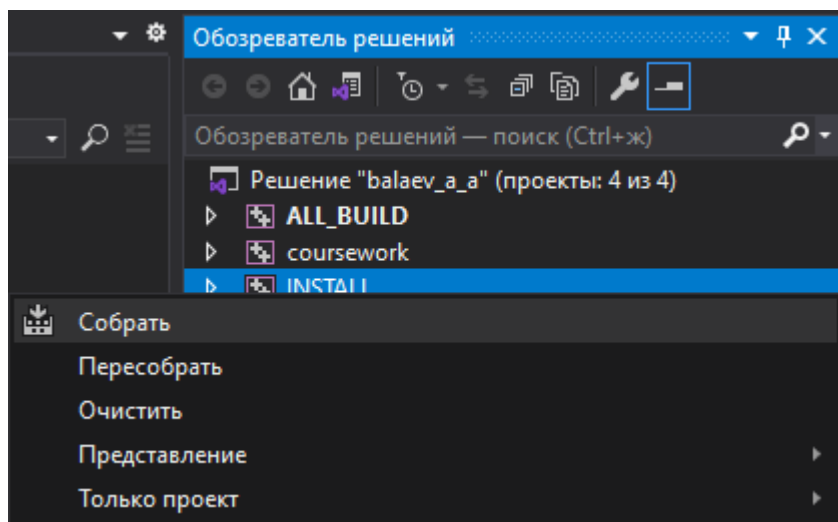 Обозреватель решений
Обозреватель решений — поиск (Ctrl+ж)
Решение "balaev_a_a" (проекты: 4 из 4)
ALL_BUILD
coursework
INSTALL
Собрать
Пересобрать
Очистить
Представление
Только проект